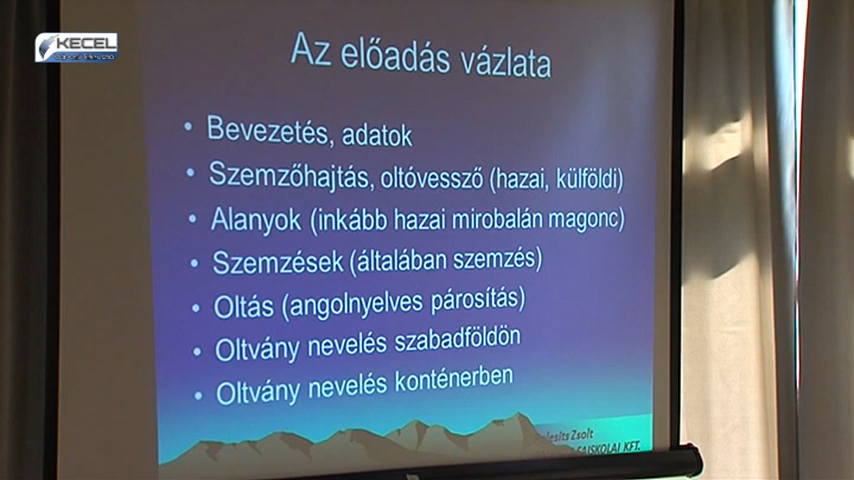 KECEL
Az előadás vázlata
• Bevezetés, adatok
• Szemzőhajtás, oltóvessző (hazai, külföldi)
• Alanyok (inkább hazai mirobalán magonc)
• Szemzések (általában szemzés)
• Oltás (angolnyelves párosítás)
• Oltvány nevelés szabadföldön
• Oltvány nevelés konténerben
Zsolt
KFT.